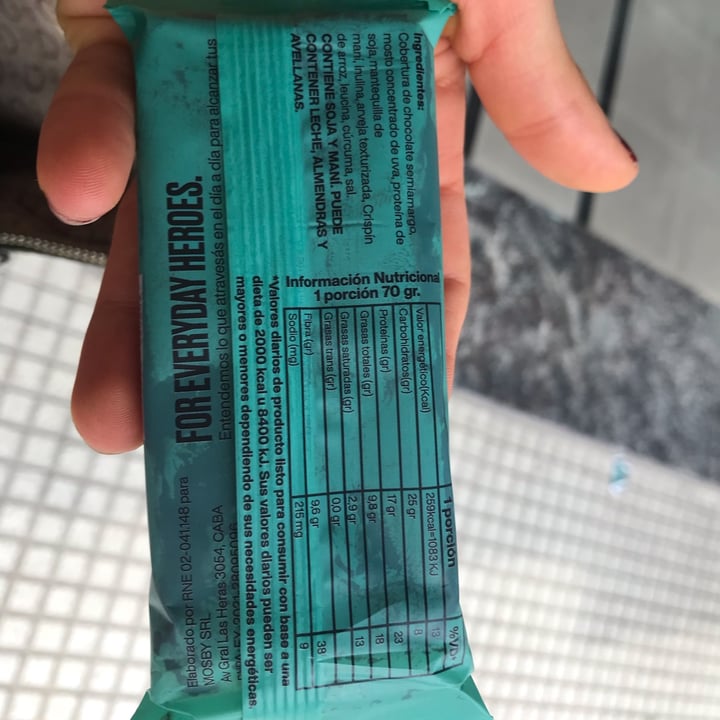 Ingredientes:
Cobertura de chocolate semiamargo,
mosto concentrado de uva, proteína de
soja, mantequilla de
maní, Inulina, arveja texturizada, Crispín
de arroz, leucina, cúrcuma, sal.
CONTIENE SOJA Y MANÍ. PUEDE
CONTENER LECHE, ALMENDRAS Y
AVELLANAS.
Información Nutricional
1 porción 70 gr.
1 porción %VD*
Valor energético(Kcal) 259kcal=1083 KJ 13
Carbohidratos(gr) 25 gr 8
Proteínas (gr) 17 gr 23
Grasas totales (gr) 9,8 gr 18
Grasas saturadas (gr) 2,9 gr 13
Grasas trans (gr) 0,0 gr
Fibra (gr) 9,6 gr 38
Sodio (mg) 215 mg 9
*Valores diarios de producto listo para consumir con base a una
dieta de 2000 kcal u 8400 kJ. Sus valores diarios pueden ser
mayores o menores dependiendo de sus necesidades energéticas.
Entendemos lo que atravesás en el día a día para alcanzar tus
FOR EVERYDAY HEROES.
Elaborado por RNE 02-041.148 para
MOSBY SRL
Av Gral Las Heras 3054, CABA